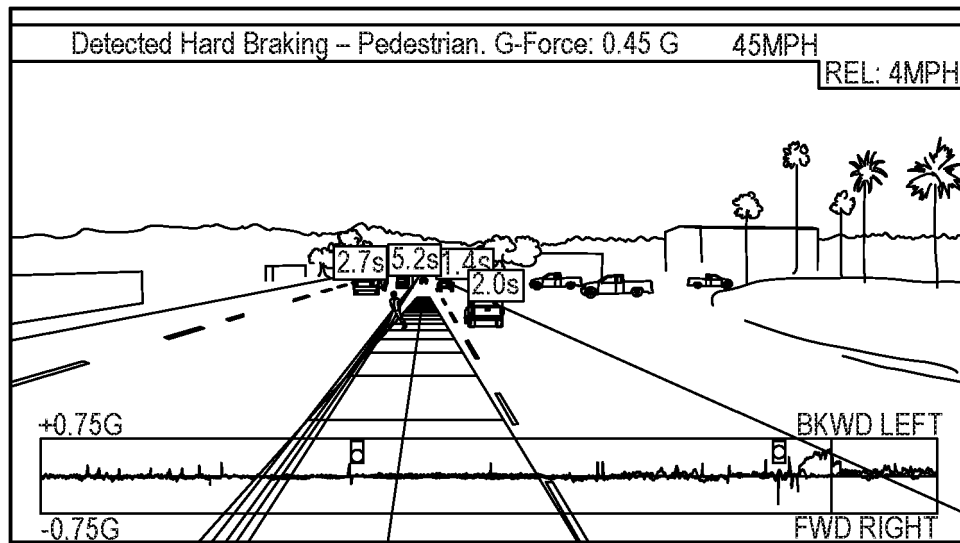 Detected Hard Braking – Pedestrian. G-Force: 0.45 G 45MPH
REL: 4MPH
2.7s 5.2s 1.4s
2.0s
+0.75G BKWD LEFT
-0.75G FWD RIGHT